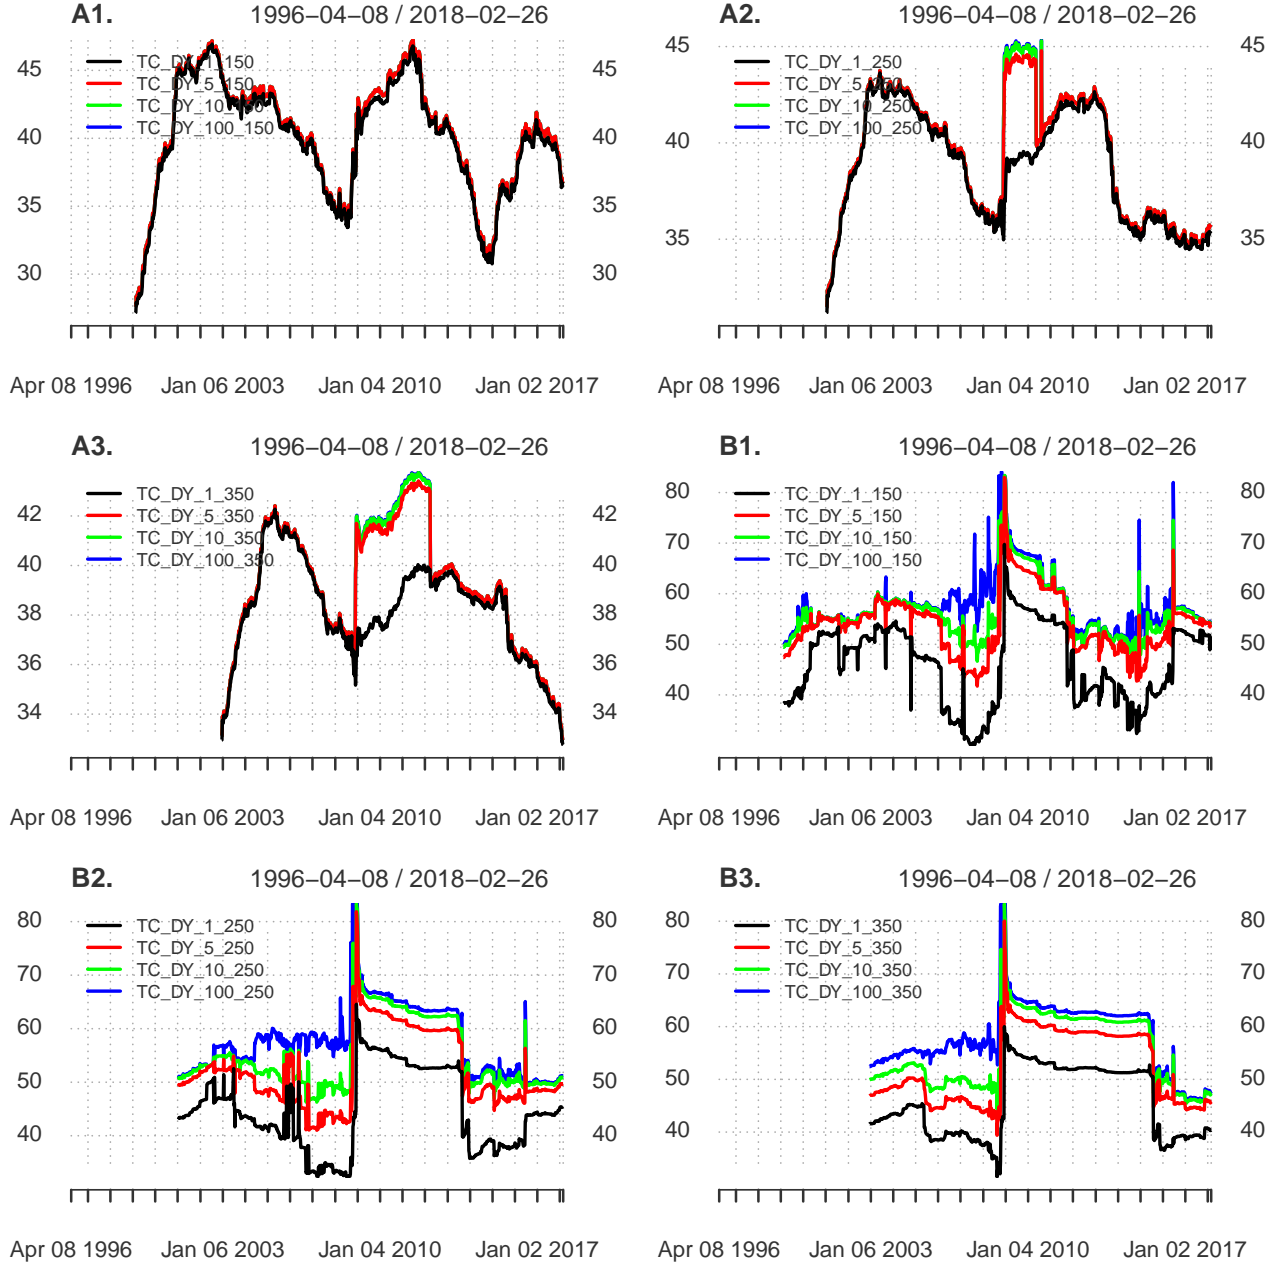 A1. 1996−04−08 / 2018−02−26
TC_DY_1_150
TC_DY_5_150
TC_DY_10_150
TC_DY_100_150
45 45
40 40
35 35
30 30
Apr 08 1996 Jan 06 2003 Jan 04 2010 Jan 02 2017
A2. 1996−04−08 / 2018−02−26
TC_DY_1_250
TC_DY_5_250
TC_DY_10_250
TC_DY_100_250
45 45
40 40
35 35
Apr 08 1996 Jan 06 2003 Jan 04 2010 Jan 02 2017
A3. 1996−04−08 / 2018−02−26
TC_DY_1_350
TC_DY_5_350
TC_DY_10_350
TC_DY_100_350
42 42
40 40
38 38
36 36
34 34
Apr 08 1996 Jan 06 2003 Jan 04 2010 Jan 02 2017
B1. 1996−04−08 / 2018−02−26
TC_DY_1_150
TC_DY_5_150
TC_DY_10_150
TC_DY_100_150
80 80
70 70
60 60
50 50
40 40
Apr 08 1996 Jan 06 2003 Jan 04 2010 Jan 02 2017
B2. 1996−04−08 / 2018−02−26
TC_DY_1_250
TC_DY_5_250
TC_DY_10_250
TC_DY_100_250
80 80
70 70
60 60
50 50
40 40
Apr 08 1996 Jan 06 2003 Jan 04 2010 Jan 02 2017
B3. 1996−04−08 / 2018−02−26
TC_DY_1_350
TC_DY_5_350
TC_DY_10_350
TC_DY_100_350
80 80
70 70
60 60
50 50
40 40
Apr 08 1996 Jan 06 2003 Jan 04 2010 Jan 02 2017